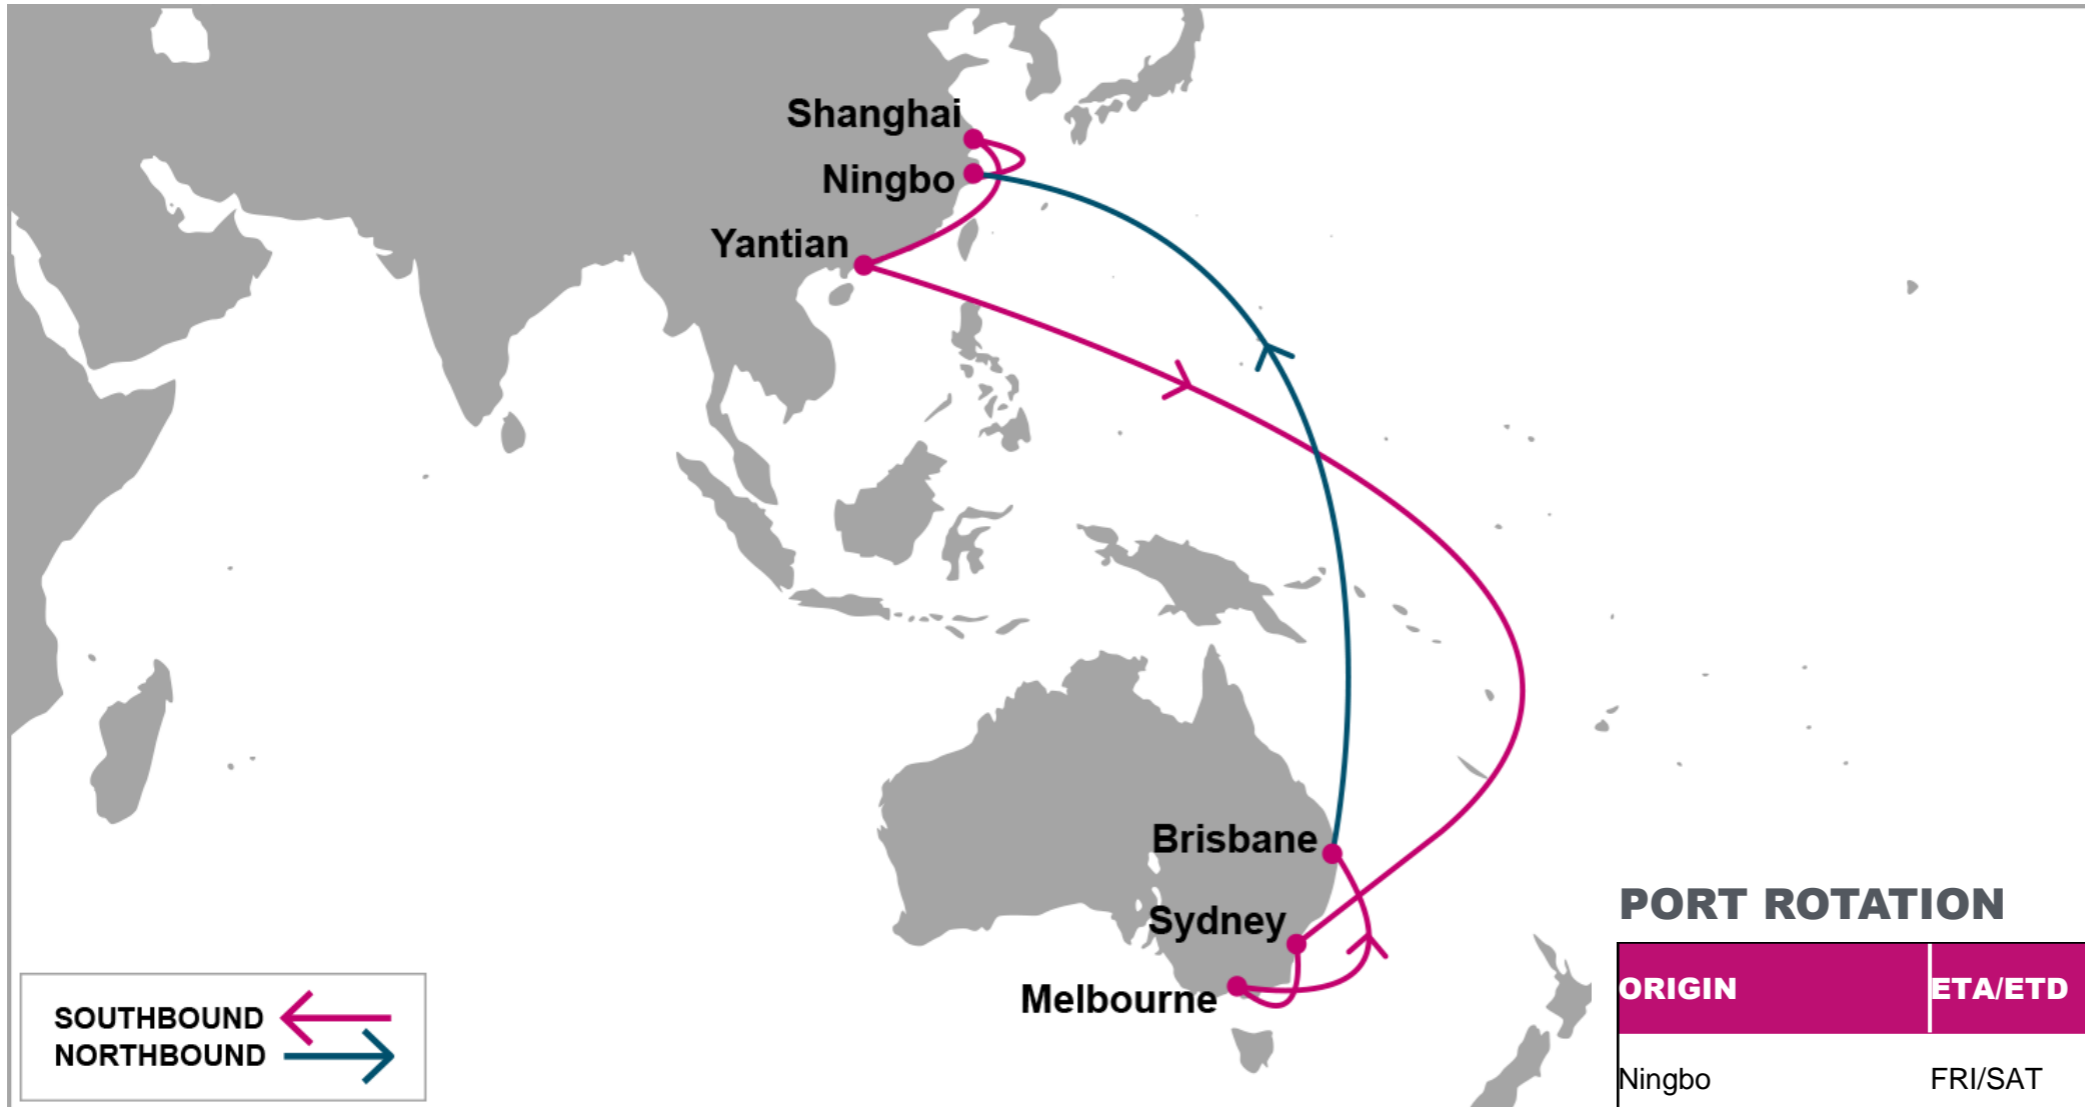 Shanghai
Ningbo
Yantian
Brisbane
Sydney
Melbourne
SOUTHBOUND
NORTHBOUND
PORT ROTATION
ORIGIN ETA/ETD
Ningbo FRI/SAT